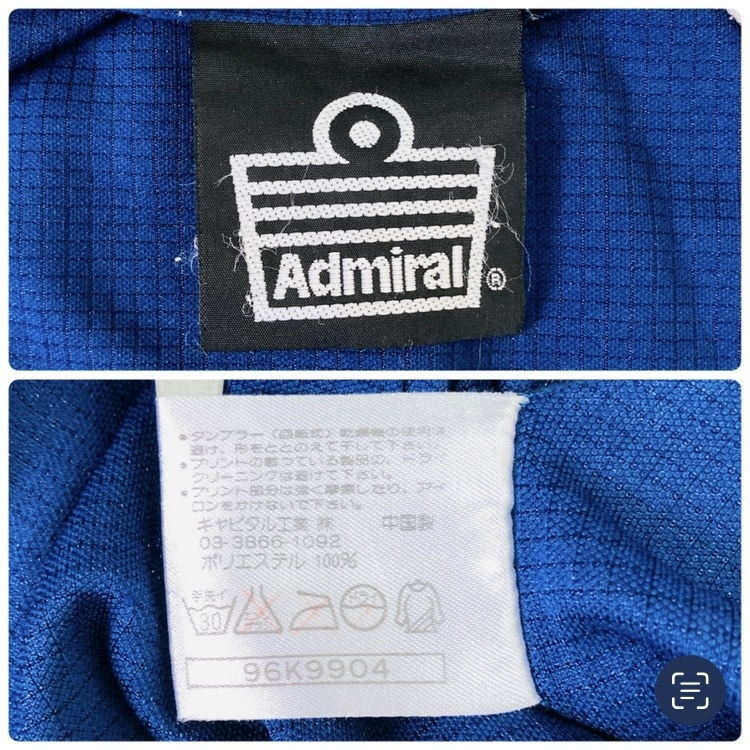 Admiral®
•タンブラー（回転式）乾燥機の使用は
避け、形をととのえて干して下さい。
•プリントの載っている製品の、ドライ
クリーニングは避けて下さい。
•プリント部分は強く摩擦したり、アイ
ロンをかけないで下さい。
キャピタル工業 株 中国製
03-3866-1092
ポリエステル 100%
手洗イ
30
96K9904